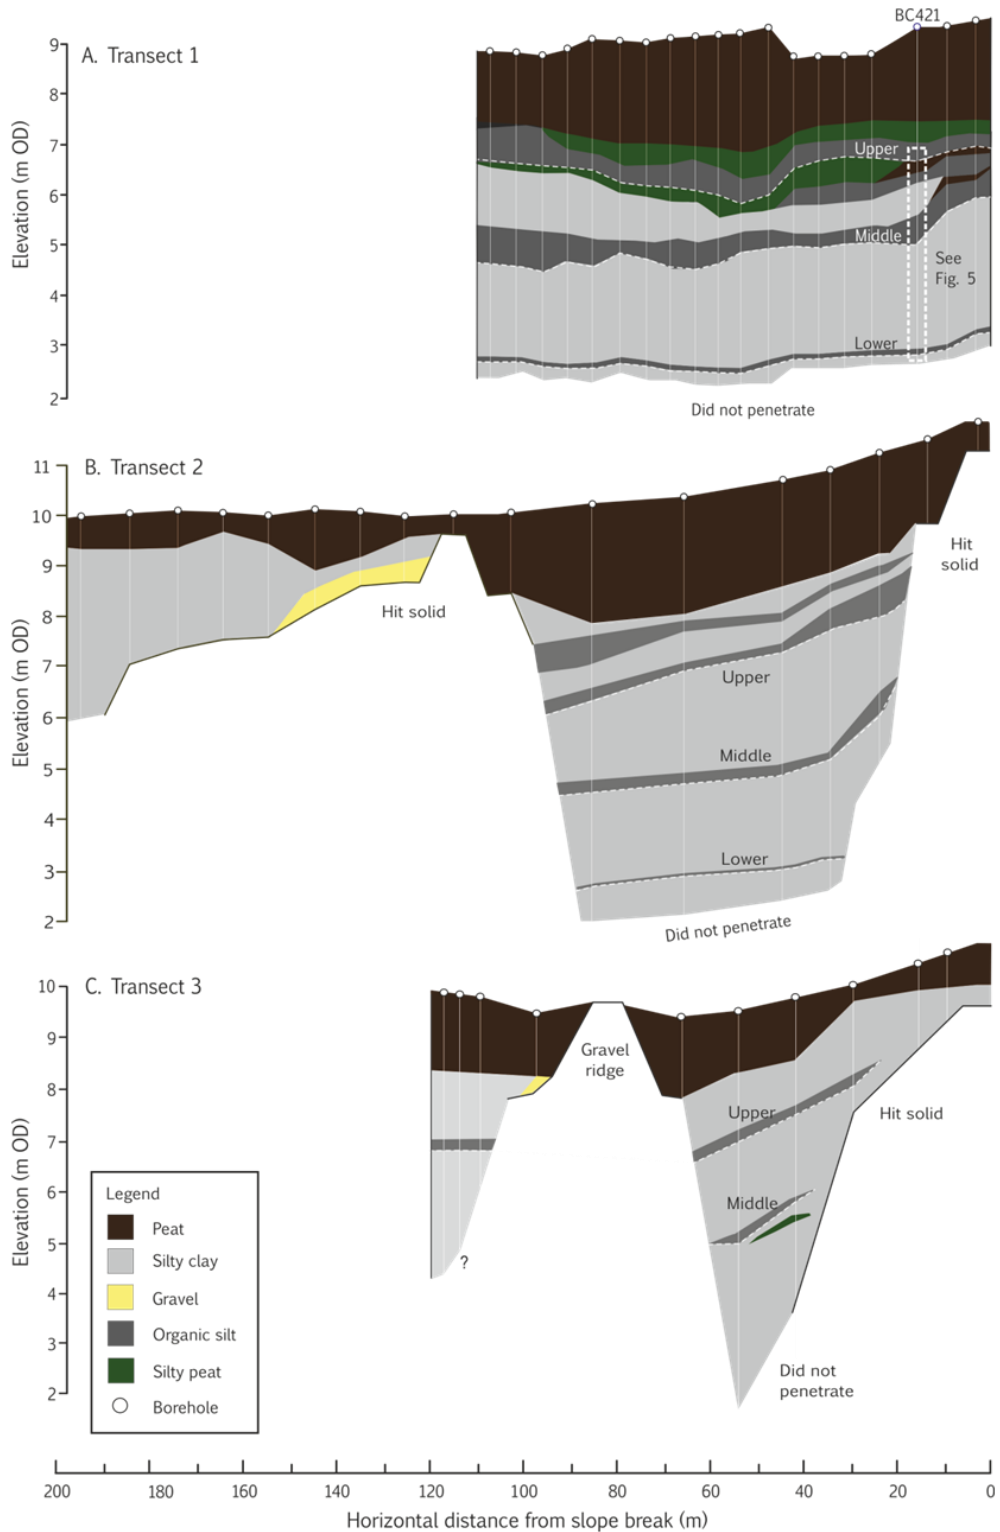 BC421
A. Transect 1
9
8
7
6
5
4
3
2
Elevation (m OD)
Upper
Middle
See
Fig. 5
Lower
Did not penetrate
B. Transect 2
11
10
9
8
7
6
5
4
3
2
Elevation (m OD)
Hit
solid
Hit solid
Upper
Middle
Lower
Did not penetrate
C. Transect 3
10
9
8
7
6
5
4
3
2
Elevation (m OD)
Gravel
ridge
Upper
Hit solid
Middle
?
Did not
penetrate
Legend
Peat
Silty clay
Gravel
Organic silt
Silty peat
Borehole
200 180 160 140 120 100 80 60 40 20 0
Horizontal distance from slope break (m)